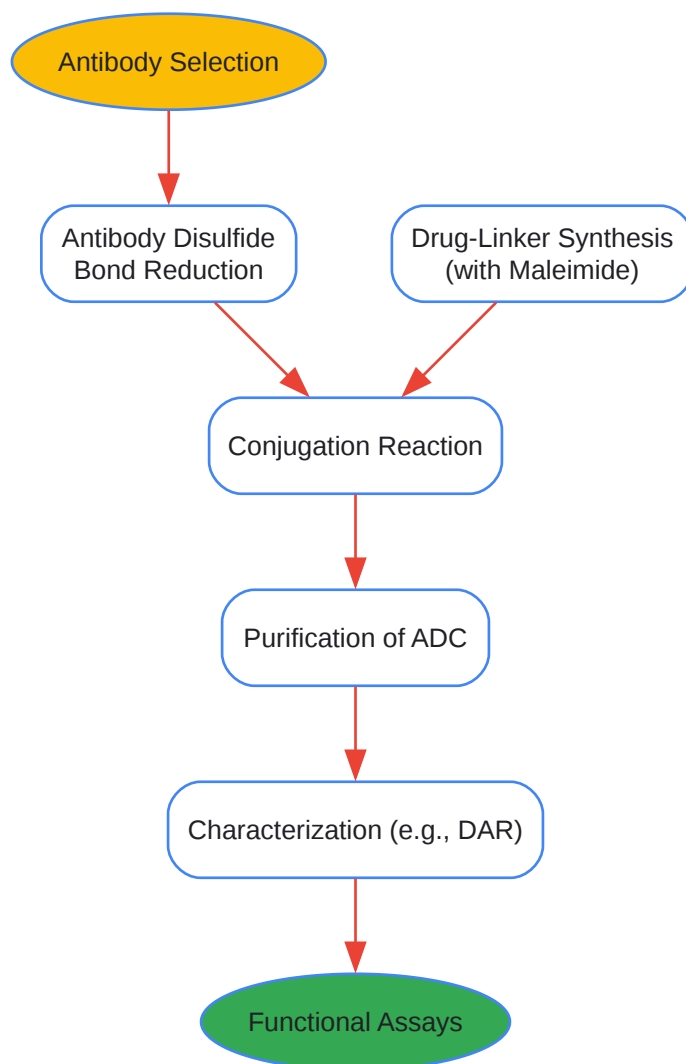 Antibody Selection
Antibody Disulfide
Bond Reduction
Drug-Linker Synthesis
(with Maleimide)
Conjugation Reaction
Purification of ADC
Characterization (e.g., DAR)
Functional Assays